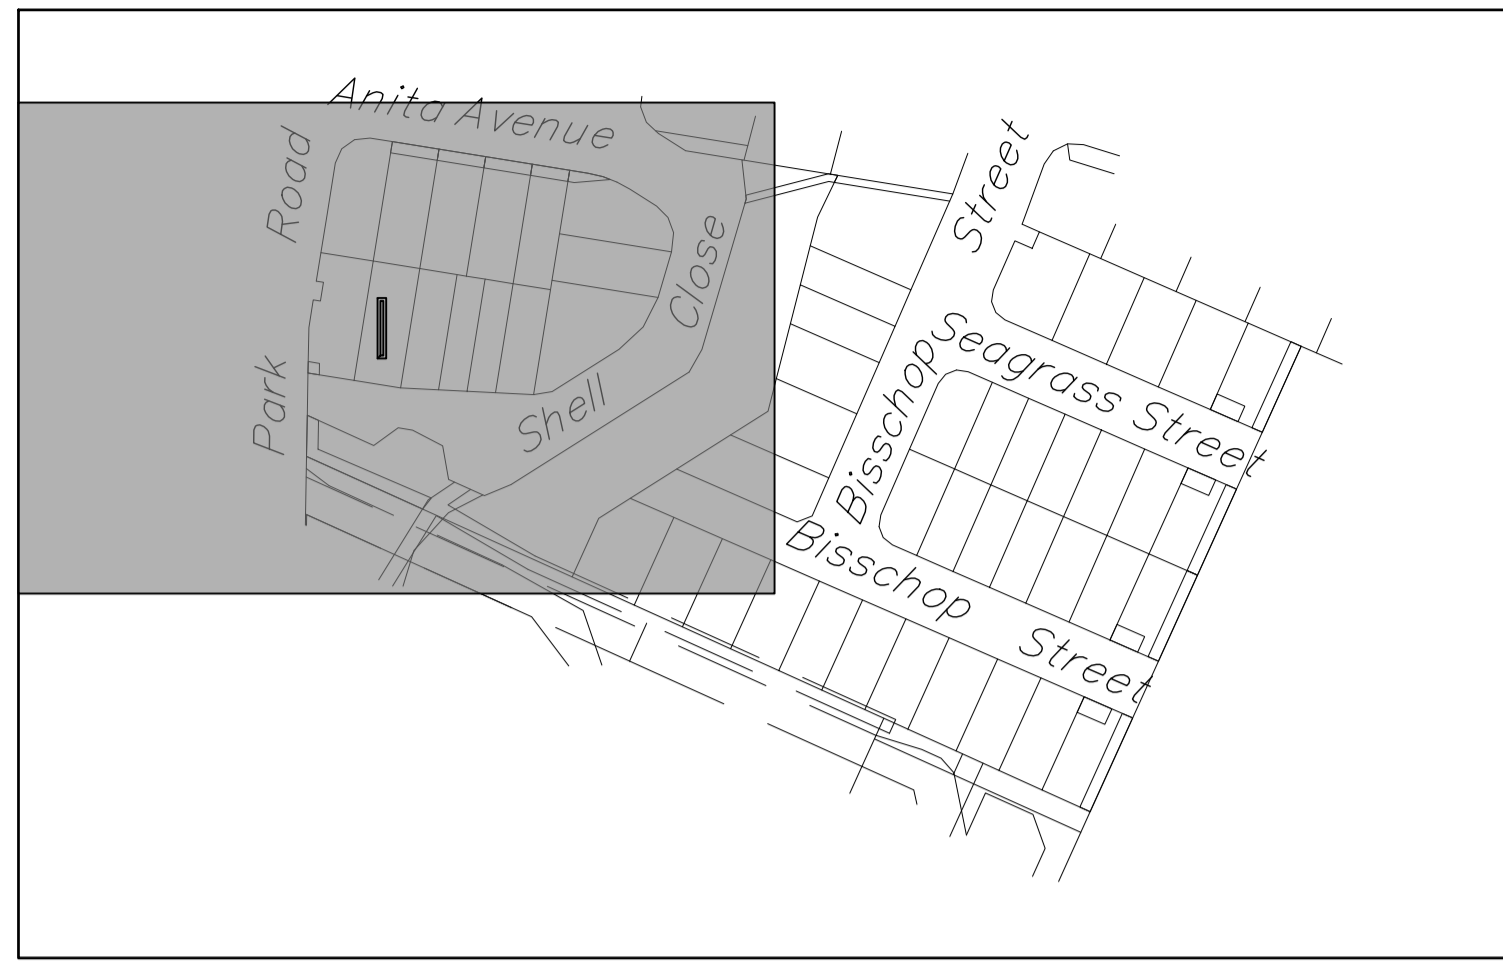 Anita Avenue
Park Road
Shell Close
Bisschop Street
Seagrass Street
Bisschop Street